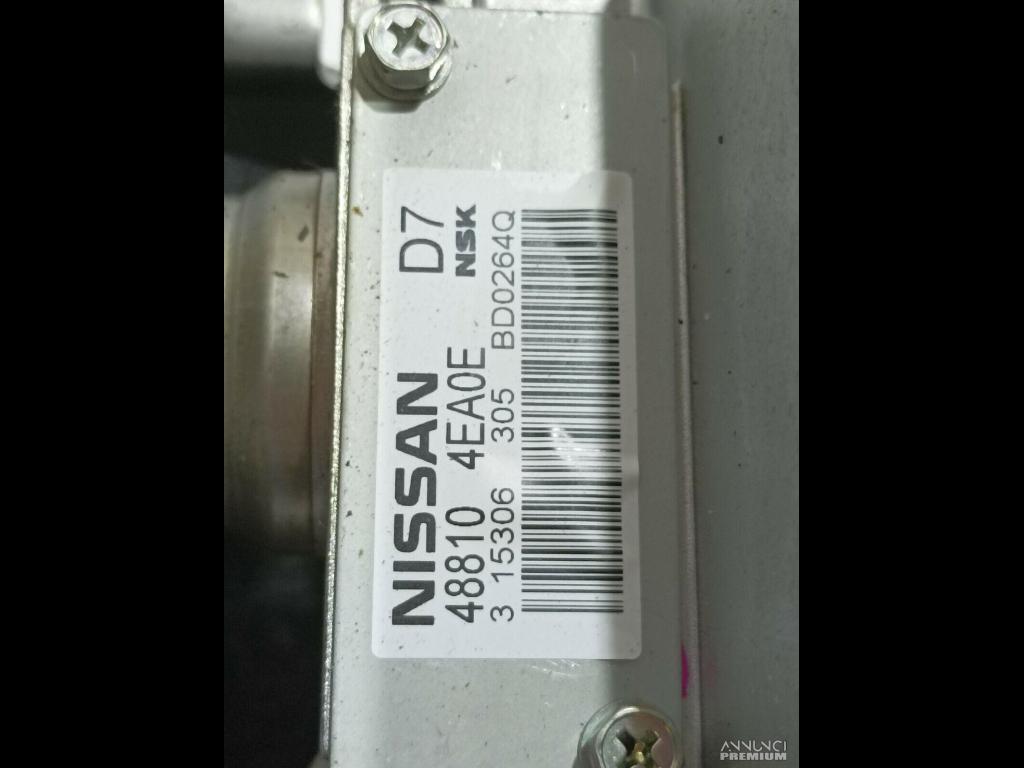 NISSAN D7
48810 4EA0E NSK
3 15306 305 BD0264Q
ANNUNCI
PREMIUM